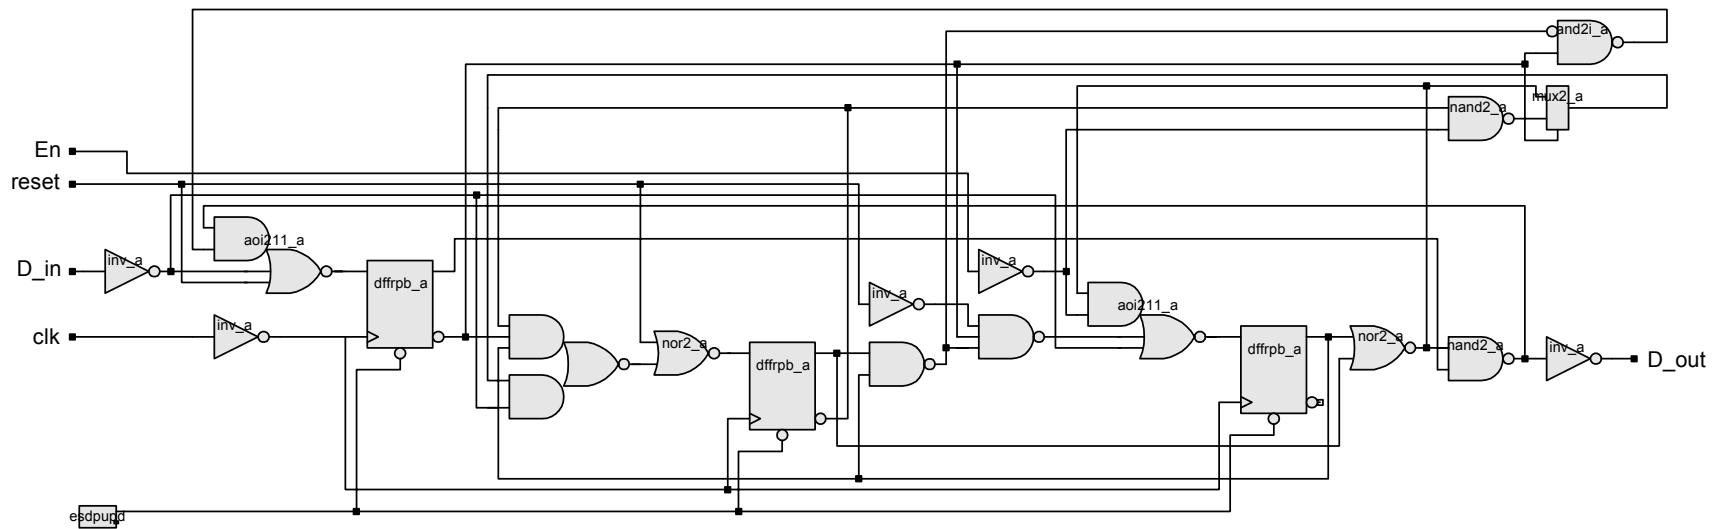 and2i_a
mux2_a
nand2_a
En
reset
aoi211_a
D_in
inv_a
dffrpb_a
inv_a
inv_a
aoi211_a
clk
inv_a
nor2_a
dffrpb_a
dffrpb_a
nor2_a
nand2_a
inv_a
D_out
esdpupd